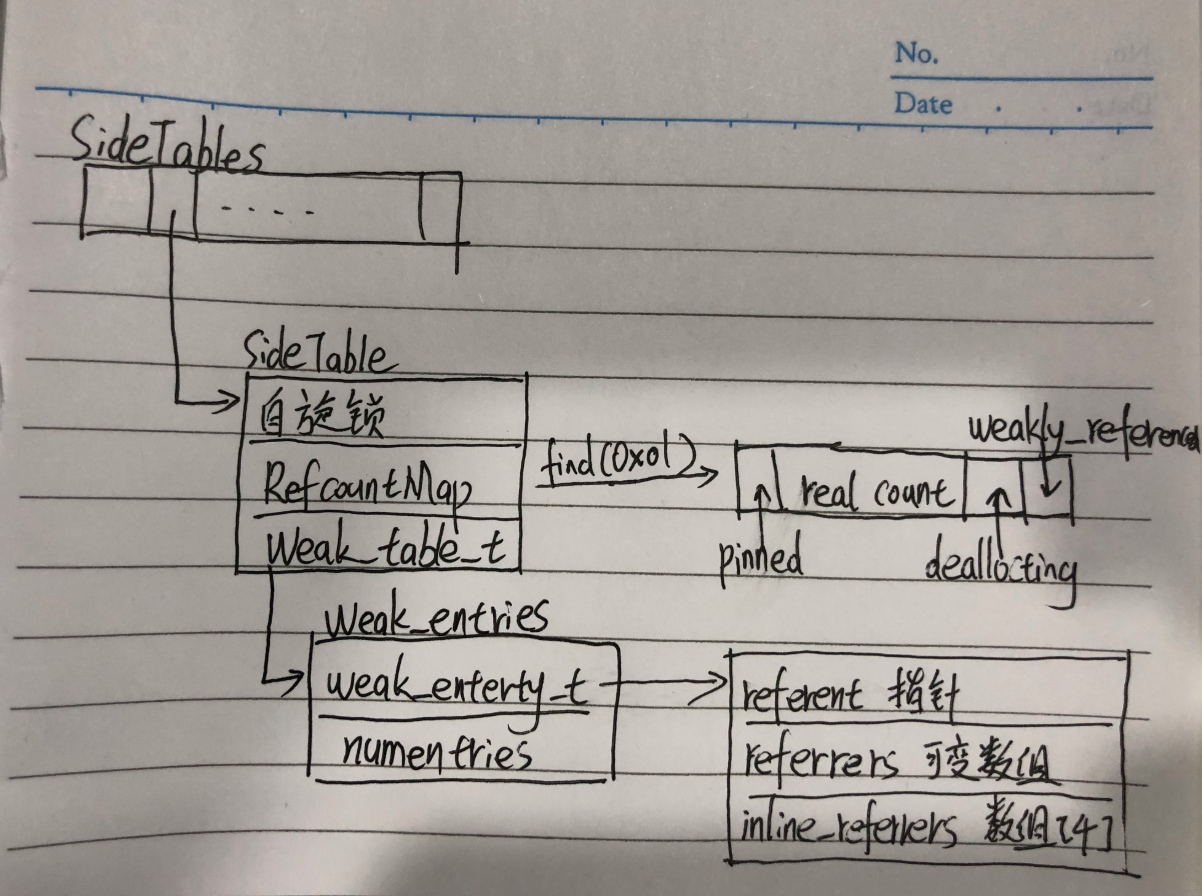 No.
Date . .
SideTables
....
SideTable
自旋锁
RefcountMap
Weak_table_t
find(0x01)
weakly_referenced
real count
pinned
deallocting
Weak_entries
weak_enterty_t
numentries
referent 指针
referrers 可变数组
inline_referrers 数组[4]